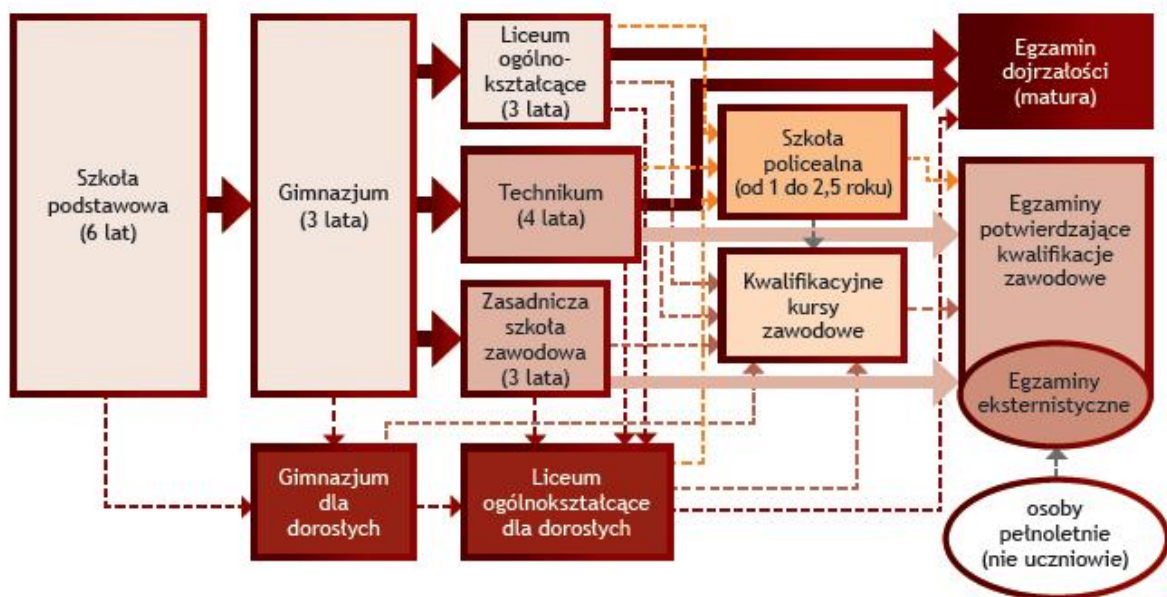 Szkoła
podstawowa
(6 lat)
Gimnazjum
(3 lata)
Liceum
ogólno-
kształcące
(3 lata)
Technikum
(4 lata)
Zasadnicza
szkoła
zawodowa
(3 lata)
Gimnazjum
dla
dorosłych
Liceum
ogólnokształcące
dla dorosłych
Szkoła
policealna
(od 1 do 2,5 roku)
Kwalifikacyjne
kursy
zawodowe
Egzamin
dojrzałości
(matura)
Egzaminy
potwierdzające
kwalifikacje
zawodowe
Egzaminy
eksternistyczne
osoby
pełnoletnie
(nie uczniowie)